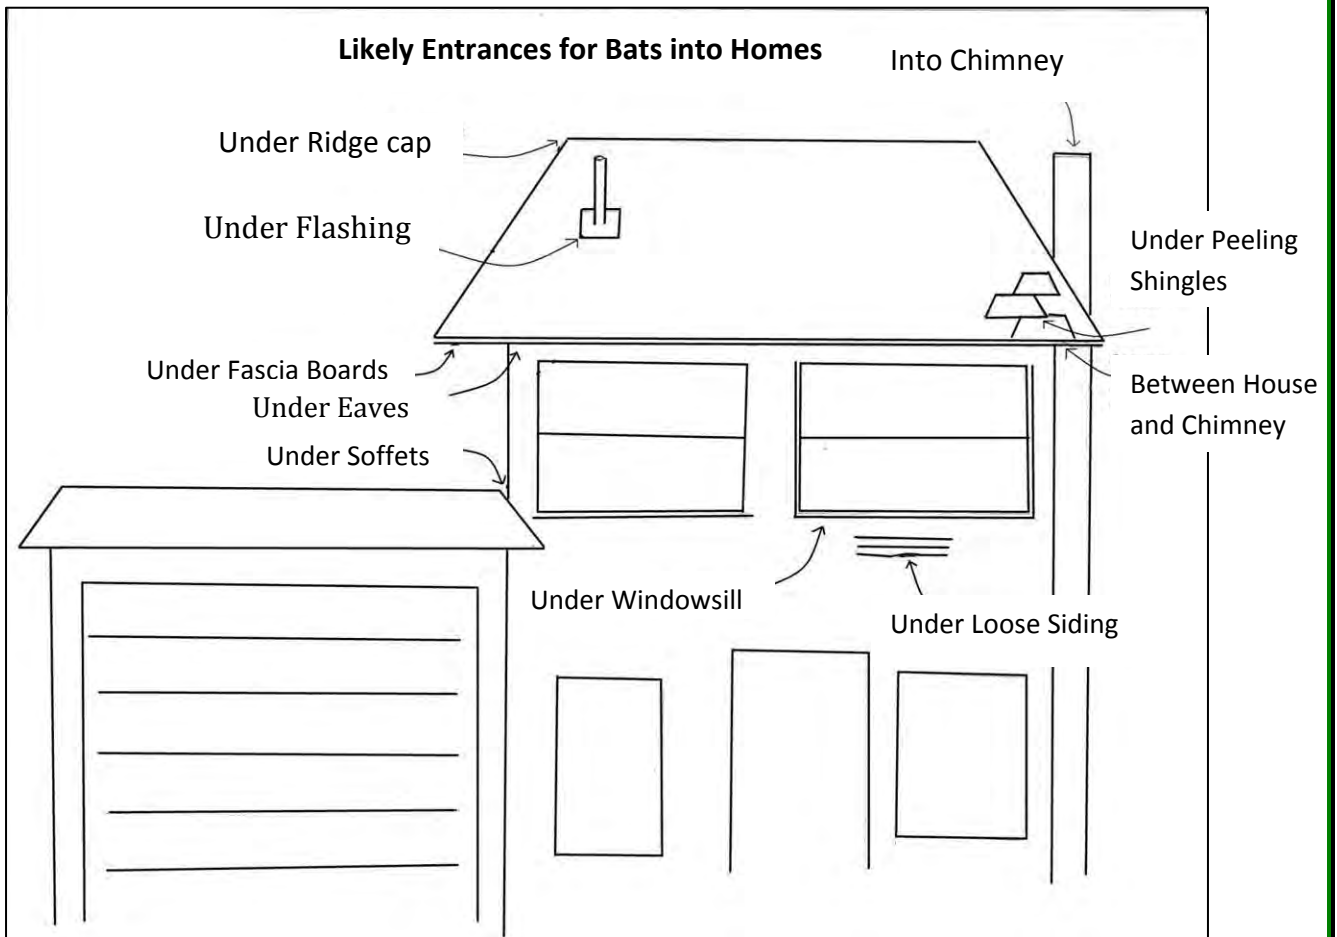 Likely Entrances for Bats into Homes
Into Chimney
Under Ridge cap
Under Flashing
Under Peeling
Shingles
Under Fascia Boards
Under Eaves
Between House
and Chimney
Under Soffets
Under Windowsill
Under Loose Siding